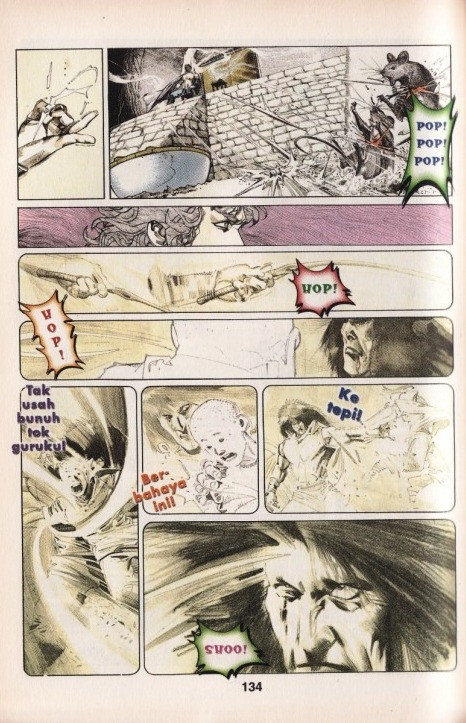 POP!
POP!
POP!
HOP!
HOP!
Tak
usah
bunuh
tok
guruku!
Ber-
bahaya
ini!
Ke
tepi!
SHOO!
134